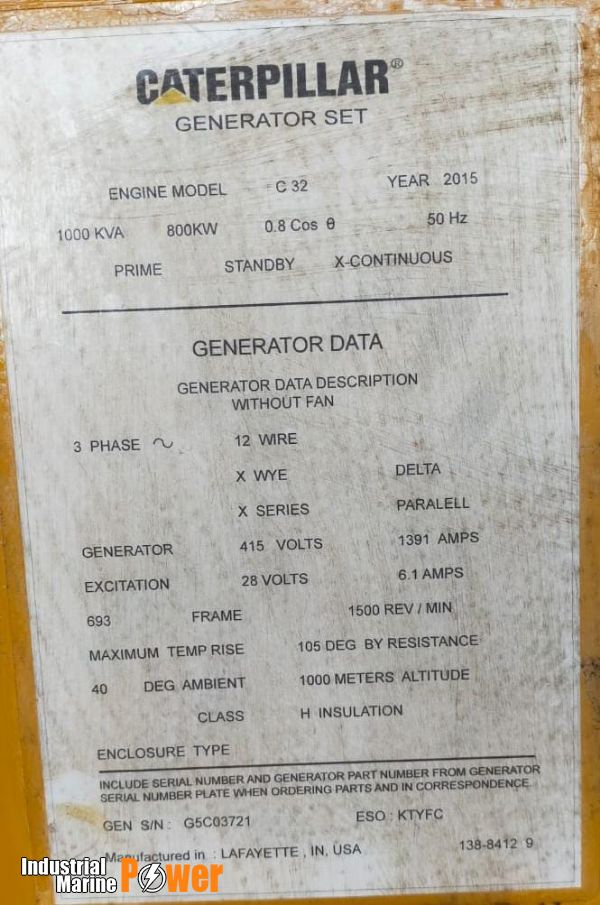 CATERPILLAR®
GENERATOR SET
ENGINE MODEL C 32 YEAR 2015
1000 KVA 800KW 0.8 Cos θ 50 Hz
PRIME STANDBY X-CONTINUOUS
GENERATOR DATA
GENERATOR DATA DESCRIPTION
WITHOUT FAN
3 PHASE ~ 12 WIRE
X WYE DELTA
X SERIES PARALELL
GENERATOR 415 VOLTS 1391 AMPS
EXCITATION 28 VOLTS 6.1 AMPS
693 FRAME 1500 REV / MIN
MAXIMUM TEMP RISE 105 DEG BY RESISTANCE
40 DEG AMBIENT 1000 METERS ALTITUDE
CLASS H INSULATION
ENCLOSURE TYPE
INCLUDE SERIAL NUMBER AND GENERATOR PART NUMBER FROM GENERATOR
SERIAL NUMBER PLATE WHEN ORDERING PARTS AND IN CORRESPONDENCE.
GEN S/N : G5C03721 ESO : KTYFC
Manufactured in : LAFAYETTE , IN. USA 138-8412 9
Industrial
Marine Power